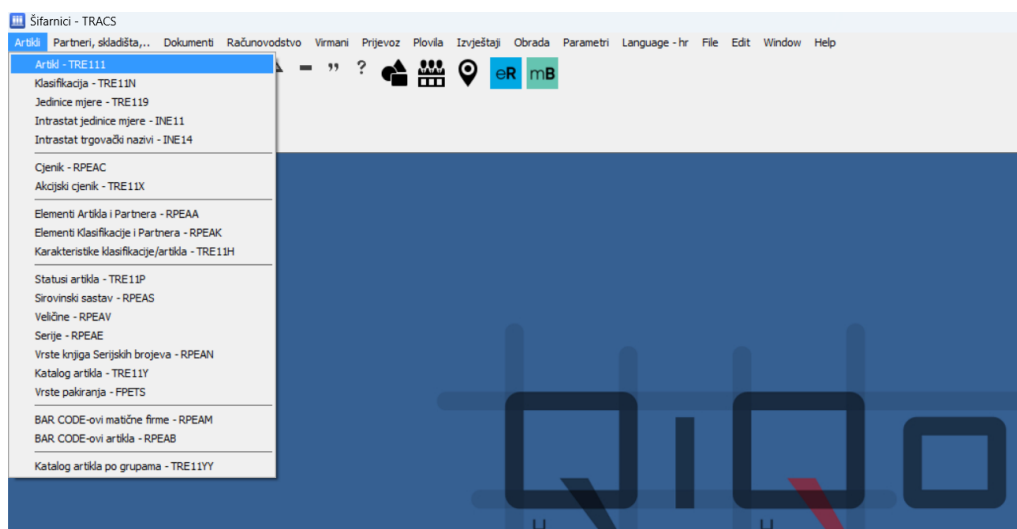 Šifarnici - TRACS
Artikli Partneri, skladišta,.. Dokumenti Računovodstvo Virmani Prijevoz Plovila Izvještaji Obrada Parametri Language - hr File Edit Window Help
Artikl - TRE111
Klasifikacija - TRE11N
Jedinice mjere - TRE119
Intrastat jedinice mjere - INE11
Intrastat trgovački nazivi - INE14
Cjenik - RPEAC
Akcijski cjenik - TRE11X
Elementi Artikla i Partnera - RPEAA
Elementi Klasifikacije i Partnera - RPEAK
Karakteristike klasifikacije/artikla - TRE11H
Statusi artikla - TRE11P
Sirovinski sastav - RPEAS
Veličine - RPEAV
Serije - RPEAE
Vrste knjiga Serijskih brojeva - RPEAN
Katalog artikla - TRE11Y
Vrste pakiranja - FPETS
BAR CODE-ovi matične firme - RPEAM
BAR CODE-ovi artikla - RPEAB
Katalog artikla po grupama - TRE11YY
– ” ? eR mB
QiQo
H H